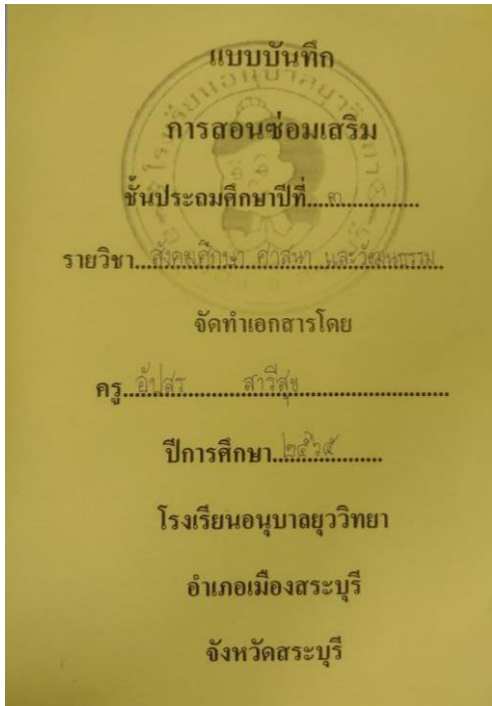 แบบบันทึก
การสอนซ่อมเสริม
ชั้นประถมศึกษาปีที่....๓...............
รายวิชา...สังคมศึกษา ศาสนา และวัฒนธรรม
จัดทำเอกสารโดย
ครู...อัปสร สารีสุข.........................
ปีการศึกษา...๒๕๖๕.......
โรงเรียนอนุบาลยุววิทยา
อำเภอเมืองสระบุรี
จังหวัดสระบุรี